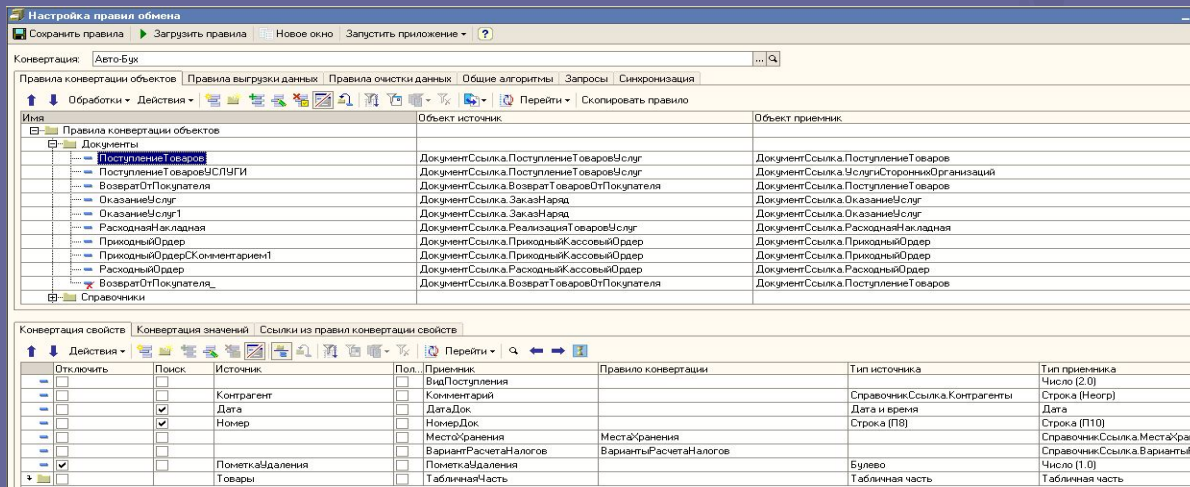 Настройка правил обмена
Сохранить правила Загрузить правила Новое окно Запустить приложение ?
Конвертация: Авто-Бух ...
Правила конвертации объектов Правила выгрузки данных Правила очистки данных Общие алгоритмы Запросы Синхронизация
Обработки Действия Перейти Скопировать правило
Имя Объект источник Объект приемник
Правила конвертации объектов
Документы
ПоступлениеТоваров ДокументСсылка.ПоступлениеТоваровУслуг ДокументСсылка.ПоступлениеТоваров
ПоступлениеТоваровУСЛУГИ ДокументСсылка.ПоступлениеТоваровУслуг ДокументСсылка.УслугиСтороннихОрганизаций
ВозвратОтПокупателя ДокументСсылка.ВозвратТоваровОтПокупателя ДокументСсылка.ПоступлениеТоваров
ОказаниеУслуг ДокументСсылка.ЗаказНаряд ДокументСсылка.ОказаниеУслуг
ОказаниеУслуг1 ДокументСсылка.ЗаказНаряд ДокументСсылка.ОказаниеУслуг
РасходнаяНакладная ДокументСсылка.РеализацияТоваровУслуг ДокументСсылка.РасходнаяНакладная
ПриходныйОрдер ДокументСсылка.ПриходныйКассовыйОрдер ДокументСсылка.ПриходныйОрдер
ПриходныйОрдерСКомментарием1 ДокументСсылка.ПриходныйКассовыйОрдер ДокументСсылка.ПриходныйОрдер
РасходныйОрдер ДокументСсылка.РасходныйКассовыйОрдер ДокументСсылка.РасходныйОрдер
ВозвратОтПокупателя_ ДокументСсылка.ВозвратТоваровОтПокупателя ДокументСсылка.ПоступлениеТоваров
Справочники
Конвертация свойств Конвертация значений Ссылки из правил конвертации свойств
Действия Перейти
Отключить Поиск Источник Пол... Приемник Правило конвертации Тип источника Тип приемника
ВидПоступления Число (2.0)
Контрагент Комментарий СправочникСсылка.Контрагенты Строка (Неогр)
Дата ДатаДок Дата и время Дата
Номер НомерДок Строка (П8) Строка (П10)
МестоХранения МестаХранения СправочникСсылка.МестаХра
ВариантРасчетаНалогов ВариантыРасчетаНалогов СправочникСсылка.Варианты
ПометкаУдаления ПометкаУдаления Булево Число (1.0)
Товары ТабличнаяЧасть Табличная часть Табличная часть